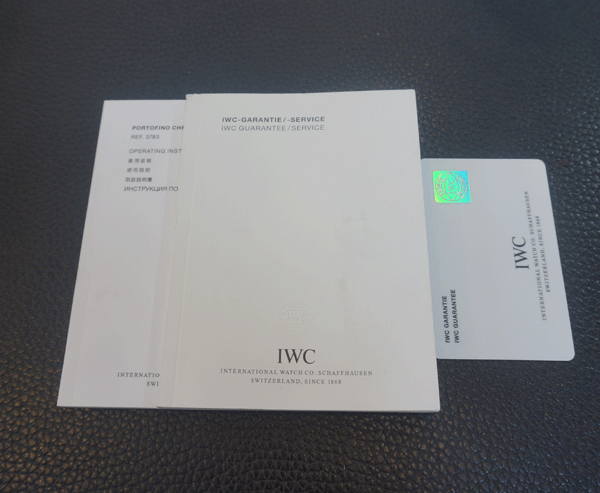 PORTOFINO CHR
REF. 3783
OPERATING INST
使用说明
使用說明
取扱説明書
ИНСТРУКЦИЯ ПО
INTERNATIO
SWI
IWC-GARANTIE/-SERVICE
IWC GUARANTEE/SERVICE
IWC
INTERNATIONAL WATCH CO. SCHAFFHAUSEN
SWITZERLAND, SINCE 1868
IWC GARANTIE
IWC GUARANTEE
IWC
INTERNATIONAL WATCH CO. SCHAFFHAUSEN
SWITZERLAND, SINCE 1868